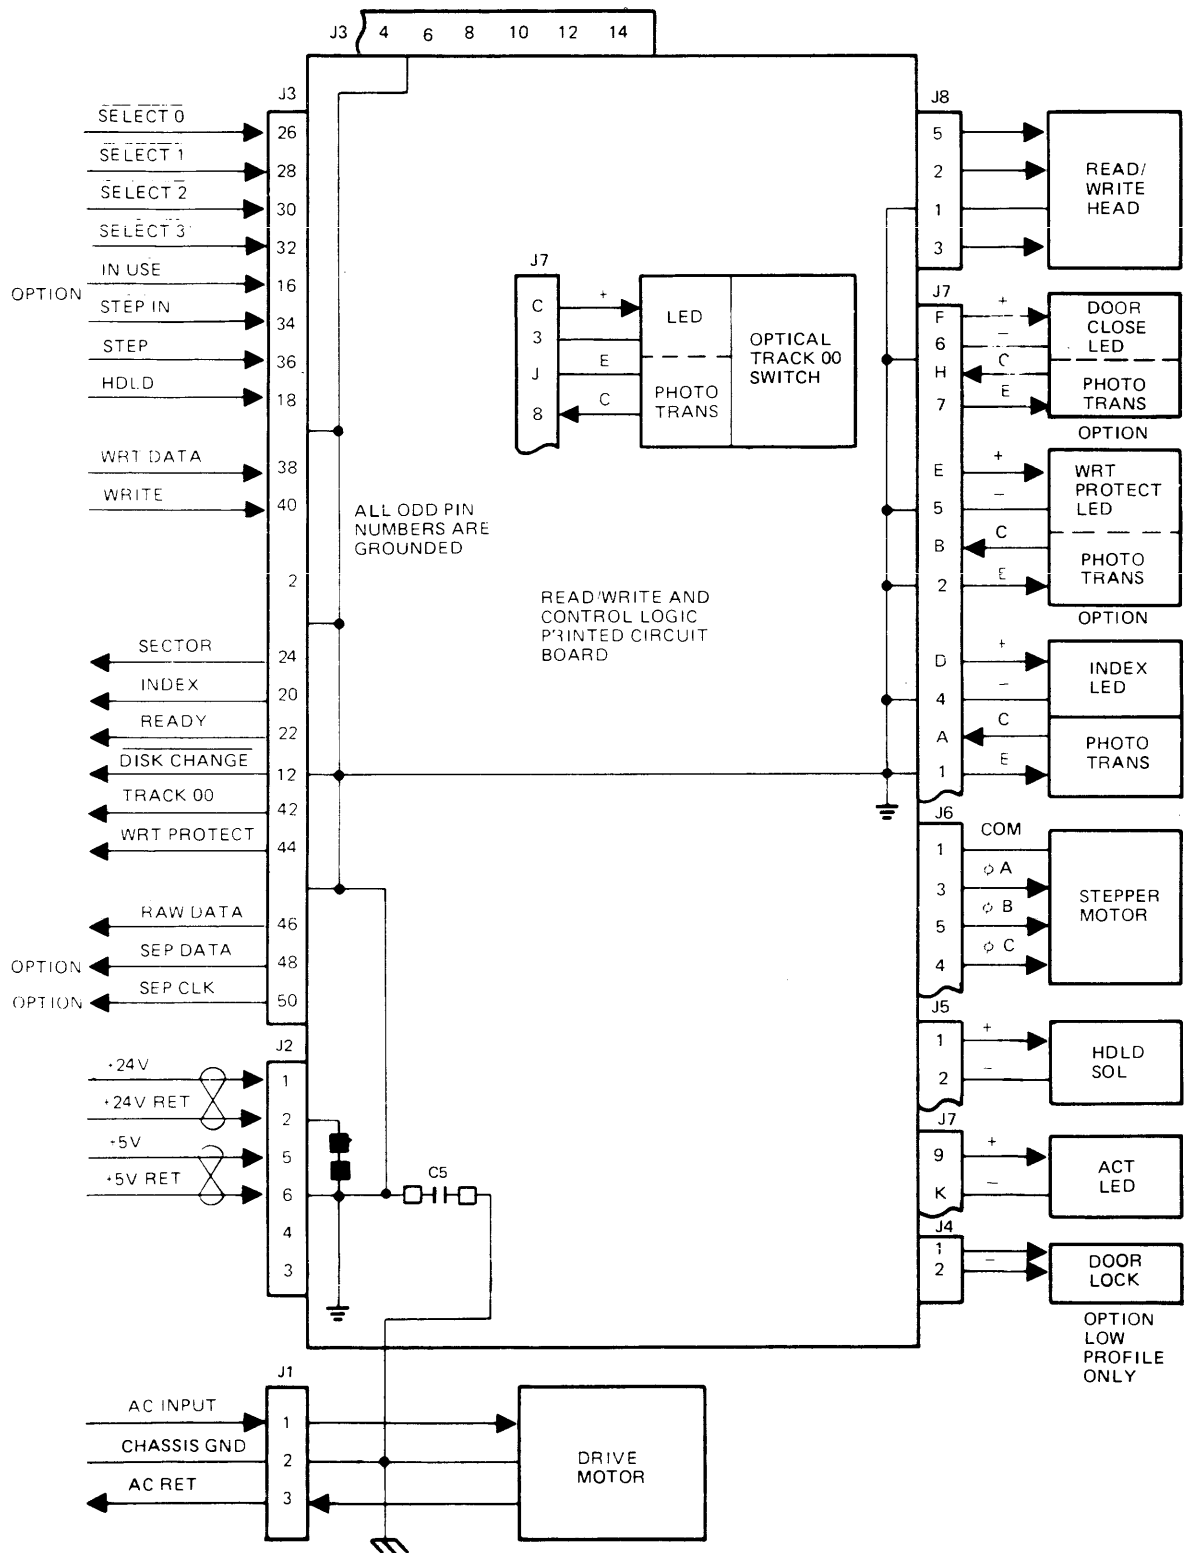 J3 4 6 8 10 12 14
J3
SELECT 0 26
SELECT 1 28
SELECT 2 30
SELECT 3 32
IN USE 16
OPTION
STEP IN 34
STEP 36
HDLD 18
WRT DATA 38
WRITE 40
2
SECTOR 24
INDEX 20
READY 22
DISK CHANGE 12
TRACK 00 42
WRT PROTECT 44
RAW DATA 46
OPTION SEP DATA 48
OPTION SEP CLK 50
J2
+24V 1
+24V RET 2
+5V 5
+5V RET 6
4
3
C5
ALL ODD PIN
NUMBERS ARE
GROUNDED
READ/WRITE AND
CONTROL LOGIC
PRINTED CIRCUIT
BOARD
J7
C +
3
J E
8 C
LED
PHOTO
TRANS
OPTICAL
TRACK 00
SWITCH
J8
5
2
1
3
READ/
WRITE
HEAD
J7
F +
6 −
H C
7 E
DOOR
CLOSE
LED
PHOTO
TRANS
OPTION
E +
5 −
B C
2 E
WRT
PROTECT
LED
PHOTO
TRANS
OPTION
D +
4 −
A C
1 E
INDEX
LED
PHOTO
TRANS
J6
1 COM
3 φ A
5 φ B
4 φ C
STEPPER
MOTOR
J5
1 +
2 −
HDLD
SOL
J7
9 +
K −
ACT
LED
J4
1
2 −
DOOR
LOCK
OPTION
LOW
PROFILE
ONLY
J1
AC INPUT 1
CHASSIS GND 2
AC RET 3
DRIVE
MOTOR